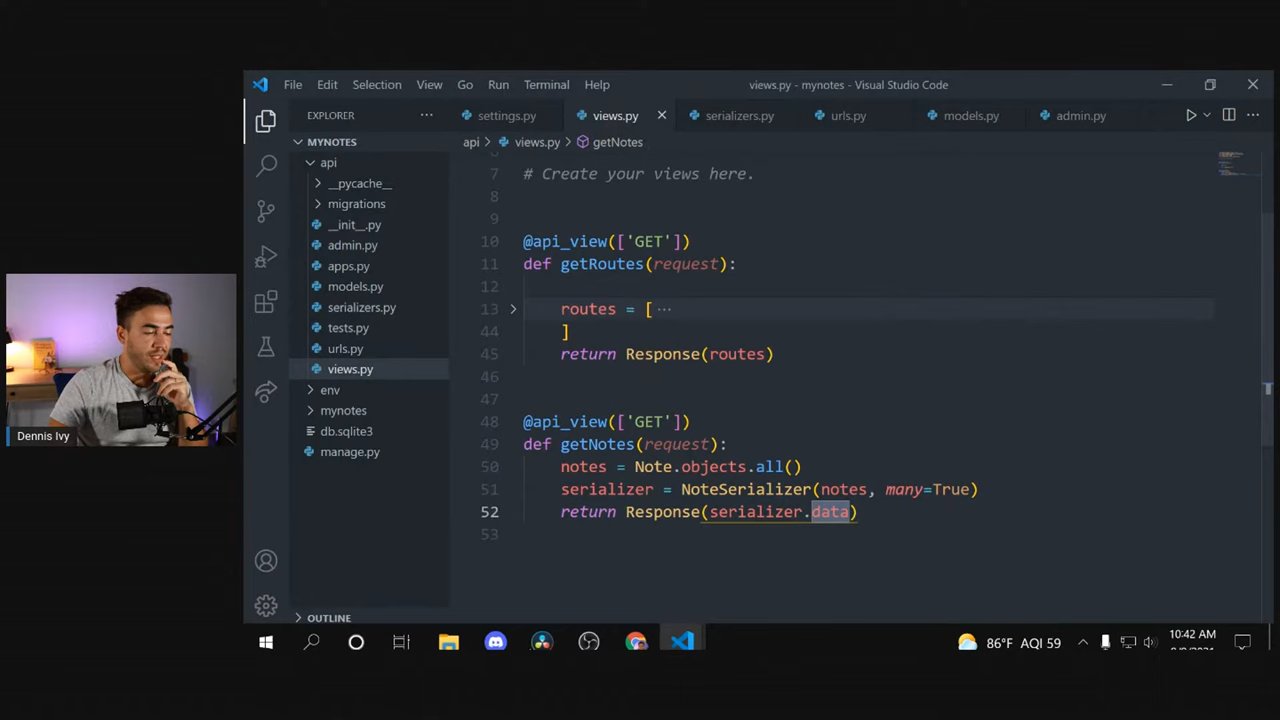 File Edit Selection View Go Run Terminal Help
views.py - mynotes - Visual Studio Code
EXPLORER
settings.py
views.py
serializers.py
urls.py
models.py
admin.py
MYNOTES
api
__pycache__
migrations
__init__.py
admin.py
apps.py
models.py
serializers.py
tests.py
urls.py
views.py
env
mynotes
db.sqlite3
manage.py
OUTLINE
api > views.py > getNotes
7 # Create your views here.
8
9
10 @api_view(['GET'])
11 def getRoutes(request):
12
13 routes = [ ...
44 ]
45 return Response(routes)
46
47
48 @api_view(['GET'])
49 def getNotes(request):
50 notes = Note.objects.all()
51 serializer = NoteSerializer(notes, many=True)
52 return Response(serializer.data)
53
Dennis Ivy
86°F AQI 59
10:42 AM